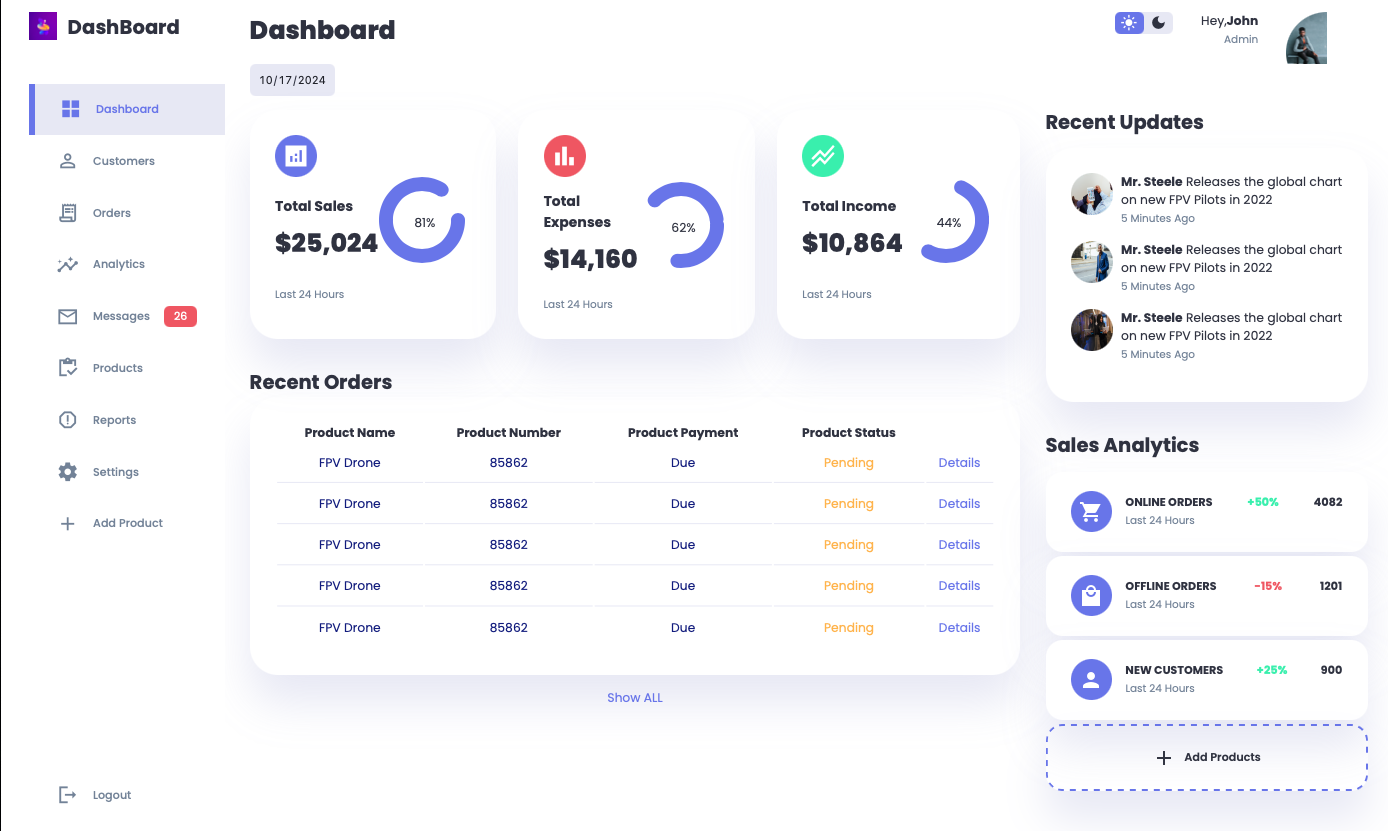 DashBoard
Dashboard
Customers
Orders
Analytics
Messages 26
Products
Reports
Settings
Add Product
Logout
Dashboard
10/17/2024
Total Sales
$25,024
81%
Last 24 Hours
Total
Expenses
$14,160
62%
Last 24 Hours
Total Income
$10,864
44%
Last 24 Hours
Recent Orders
Product Name Product Number Product Payment Product Status
FPV Drone 85862 Due Pending Details
FPV Drone 85862 Due Pending Details
FPV Drone 85862 Due Pending Details
FPV Drone 85862 Due Pending Details
FPV Drone 85862 Due Pending Details
Show ALL
Hey,John
Admin
Recent Updates
Mr. Steele Releases the global chart
on new FPV Pilots in 2022
5 Minutes Ago
Mr. Steele Releases the global chart
on new FPV Pilots in 2022
5 Minutes Ago
Mr. Steele Releases the global chart
on new FPV Pilots in 2022
5 Minutes Ago
Sales Analytics
ONLINE ORDERS +50% 4082
Last 24 Hours
OFFLINE ORDERS -15% 1201
Last 24 Hours
NEW CUSTOMERS +25% 900
Last 24 Hours
Add Products